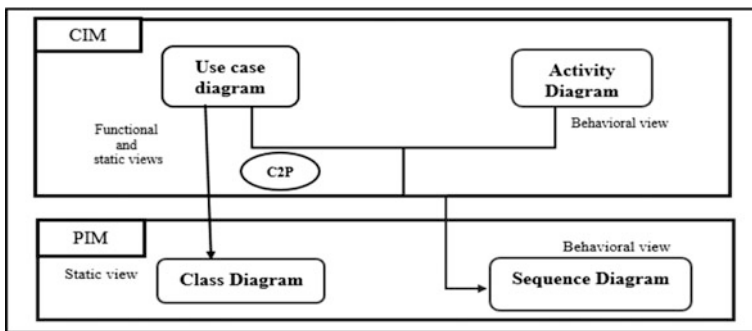 CIM
Use case
diagram
Activity
Diagram
Functional
and
static views
Behavioral view
C2P
PIM
Behavioral view
Static view
Class Diagram
Sequence Diagram